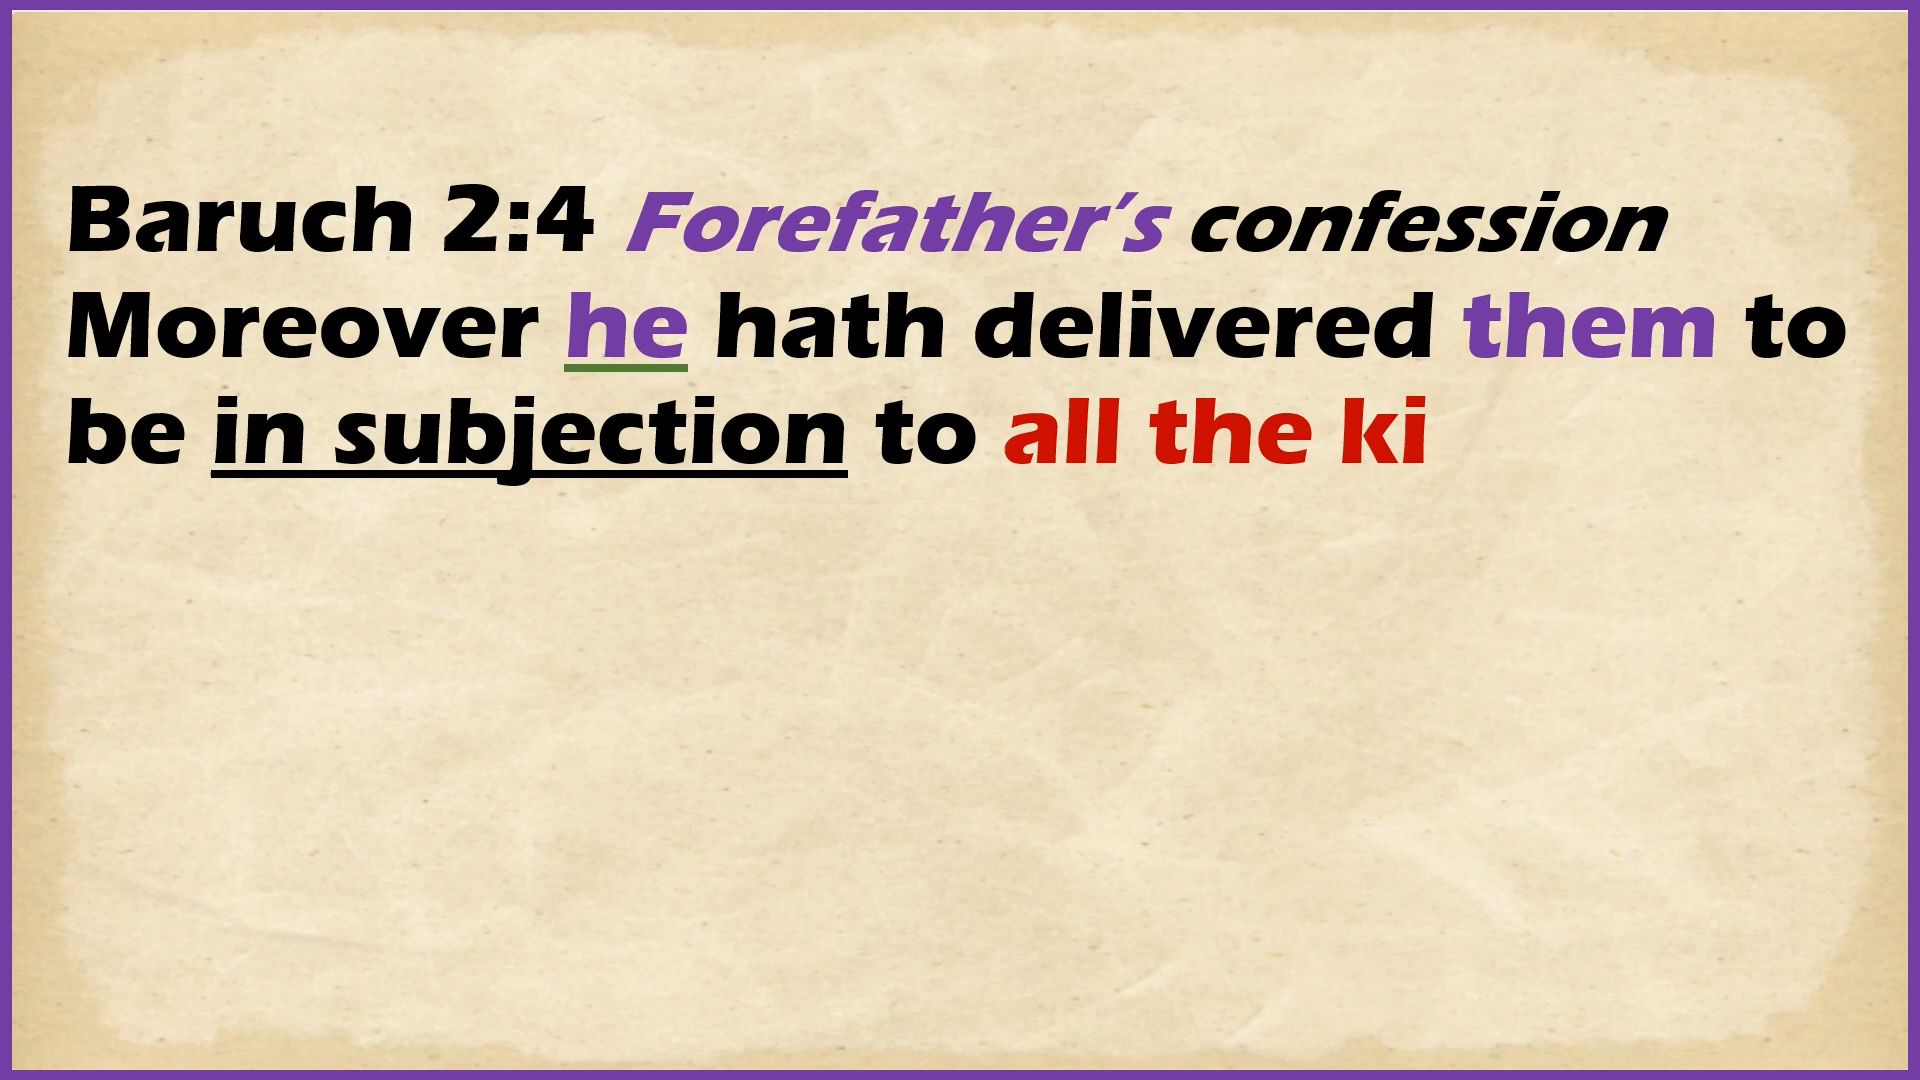 Baruch 2:4 Forefather’s confession
Moreover he hath delivered them to
be in subjection to all the ki